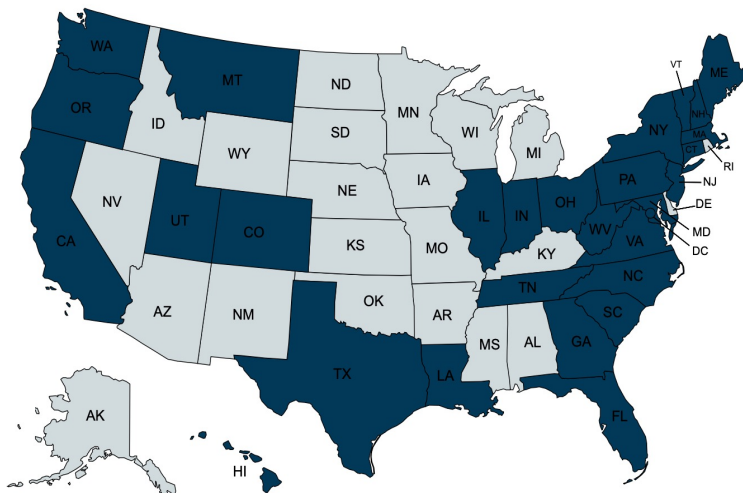 WA
VT
ME
MT
ND
MN
OR
NH
ID
SD
WI
NY
MA
WY
MI
CT
RI
IA
PA
NJ
NE
NV
OH
DE
IL
IN
UT
CO
WV
MD
CA
KS
MO
VA
DC
KY
NC
TN
OK
AZ
NM
AR
SC
MS
AL
GA
TX
LA
AK
FL
HI